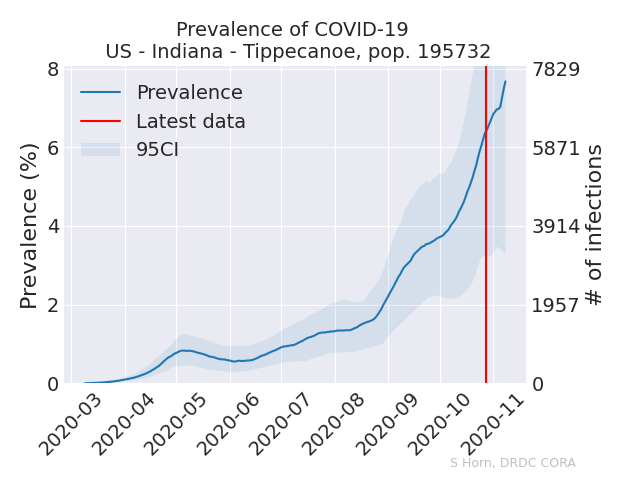 Prevalence of COVID-19
US - Indiana - Tippecanoe, pop. 195732
Prevalence (%)
8
6
4
2
0
Prevalence
Latest data
95CI
7829
5871
3914
1957
0
# of infections
2020-03
2020-04
2020-05
2020-06
2020-07
2020-08
2020-09
2020-10
2020-11
S Horn, DRDC CORA